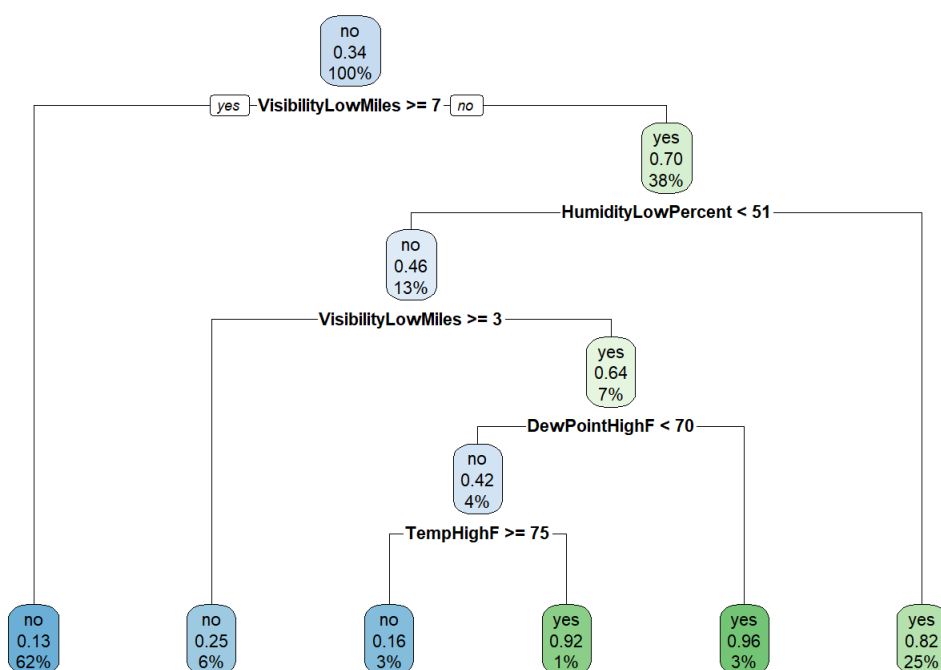 no
0.34
100%
yes VisibilityLowMiles >= 7 no
yes
0.70
38%
HumidityLowPercent < 51
no
0.46
13%
VisibilityLowMiles >= 3
yes
0.64
7%
DewPointHighF < 70
no
0.42
4%
TempHighF >= 75
no
0.13
62%
no
0.25
6%
no
0.16
3%
yes
0.92
1%
yes
0.96
3%
yes
0.82
25%